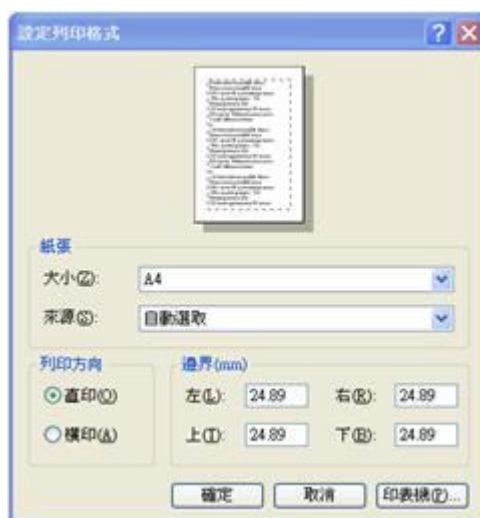 設定列印格式
紙張
大小(Z): A4
來源(S): 自動選取
列印方向
直印(O)
橫印(A)
邊界(mm)
左(L): 24.89 右(R): 24.89
上(T): 24.89 下(B): 24.89
確定 取消 印表機(P)...